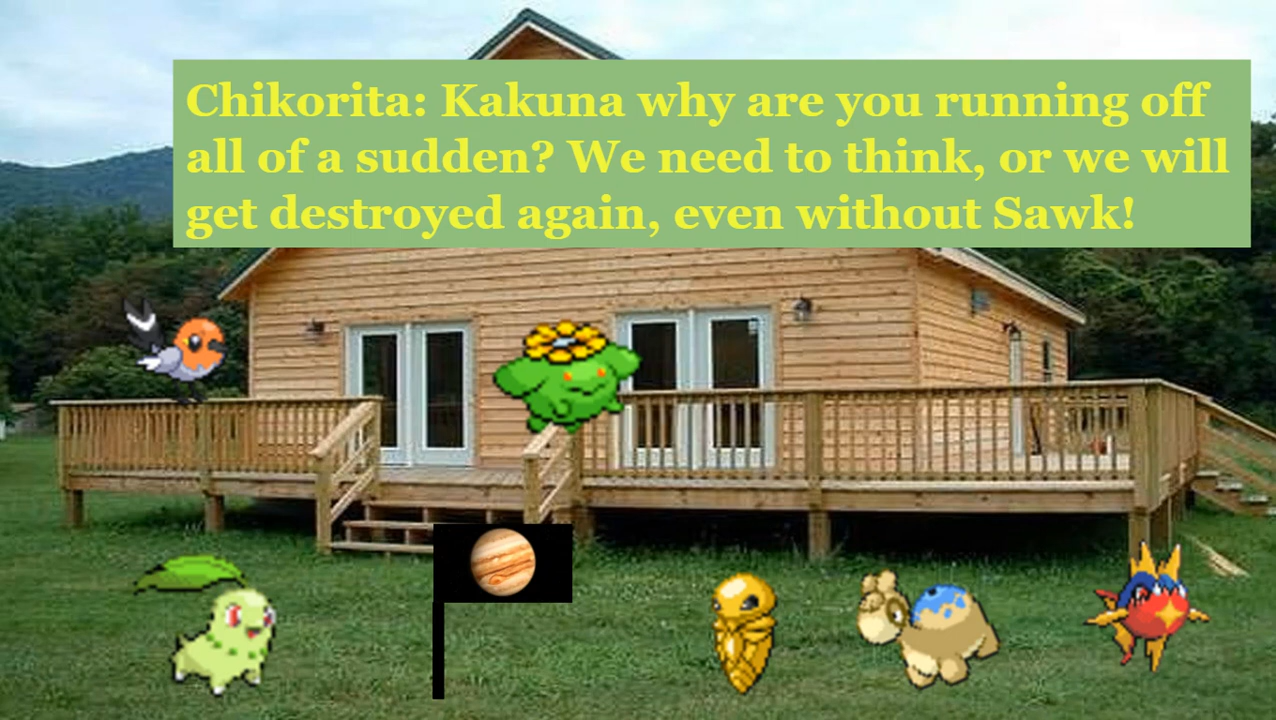 Chikorita: Kakuna why are you running off
all of a sudden? We need to think, or we will
get destroyed again, even without Sawk!